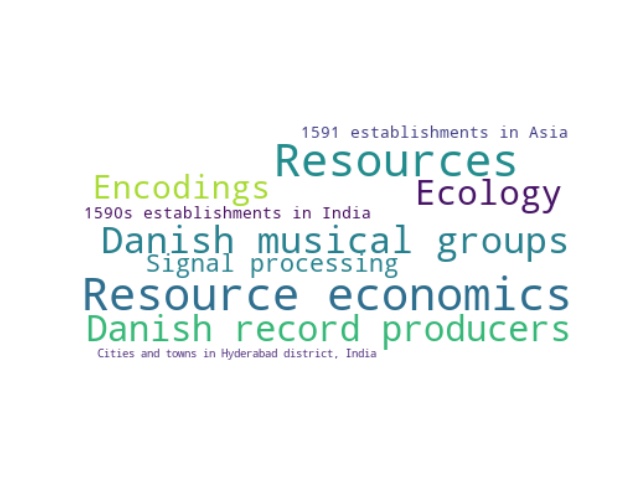 1591 establishments in Asia
Resources
Encodings
Ecology
1590s establishments in India
Danish musical groups
Signal processing
Resource economics
Danish record producers
Cities and towns in Hyderabad district, India